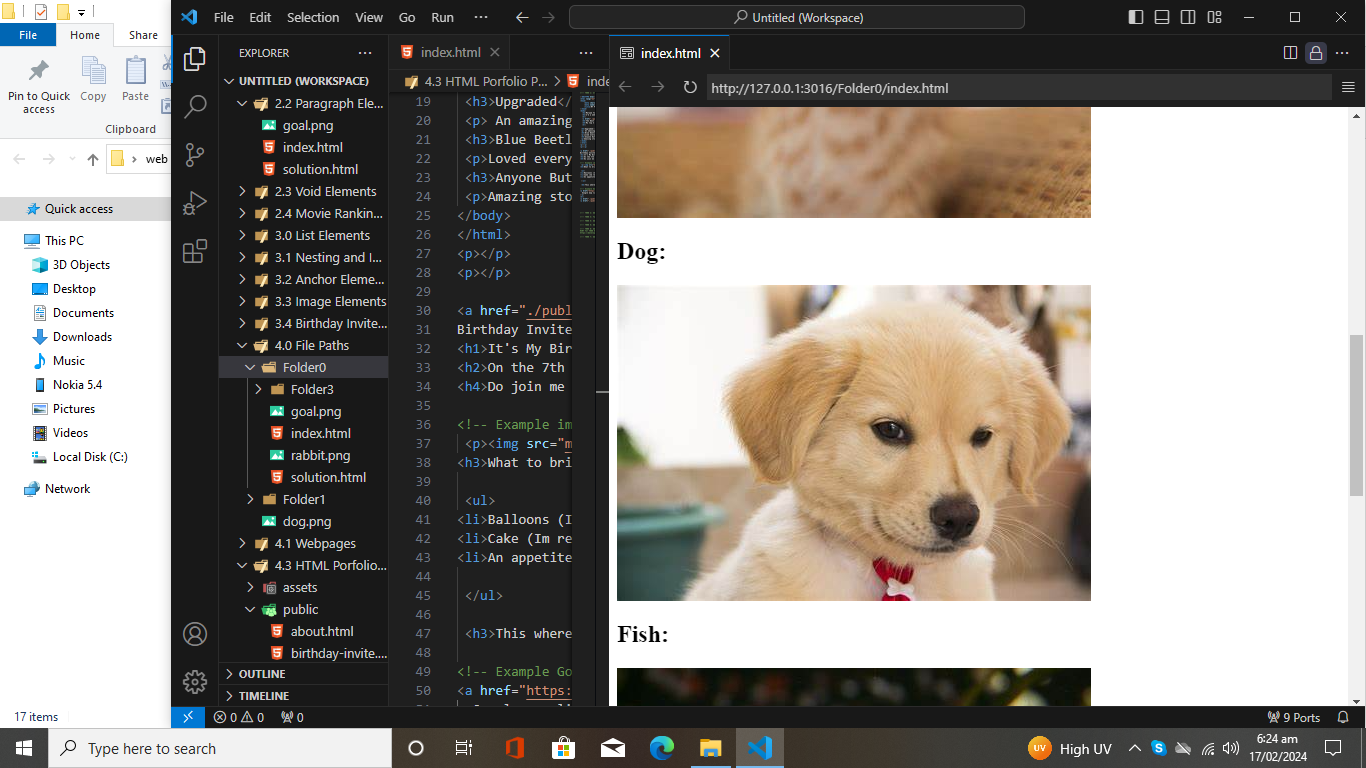 File
Home
Share
Pin to Quick access
Copy
Paste
Clipboard
web
Quick access
This PC
3D Objects
Desktop
Documents
Downloads
Music
Nokia 5.4
Pictures
Videos
Local Disk (C:)
Network
17 items
File Edit Selection View Go Run ···
Untitled (Workspace)
EXPLORER ···
UNTITLED (WORKSPACE)
2.2 Paragraph Ele...
goal.png
index.html
solution.html
2.3 Void Elements
2.4 Movie Rankin...
3.0 List Elements
3.1 Nesting and I...
3.2 Anchor Eleme...
3.3 Image Elements
3.4 Birthday Invite...
4.0 File Paths
Folder0
Folder3
goal.png
index.html
rabbit.png
solution.html
Folder1
dog.png
4.1 Webpages
4.3 HTML Porfolio...
assets
public
about.html
birthday-invite....
OUTLINE
TIMELINE
index.html
4.3 HTML Porfolio P... > inde
19 <h3>Upgraded</
20 <p> An amazing
21 <h3>Blue Beetl
22 <p>Loved every
23 <h3>Anyone But
24 <p>Amazing sto
25 </body>
26 </html>
27 <p></p>
28 <p></p>
29
30 <a href="./publ
31 Birthday Invite
32 <h1>It's My Bir
33 <h2>On the 7th
34 <h4>Do join me
35
36 <!-- Example im
37 <p><img src="m
38 <h3>What to bri
39
40 <ul>
41 <li>Balloons (I
42 <li>Cake (Im re
43 <li>An appetite
44
45 </ul>
46
47 <h3>This where
48
49 <!-- Example Go
50 <a href="https:
index.html
http://127.0.0.1:3016/Folder0/index.html
Dog:
Fish:
0 0 0
9 Ports
Type here to search
UV
High UV
6:24 am
17/02/2024